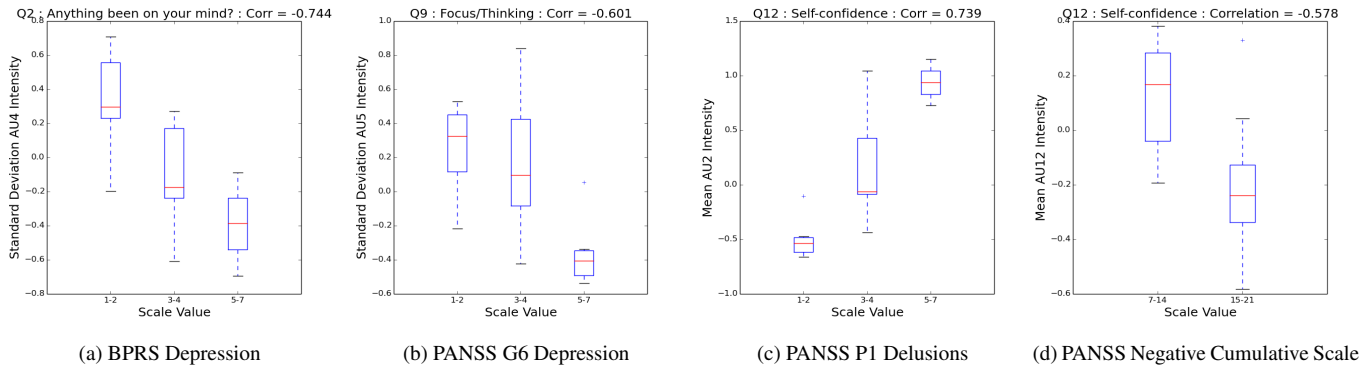 Q2 : Anything been on your mind? : Corr = -0.744
Standard Deviation AU4 Intensity
0.8
0.6
0.4
0.2
0.0
−0.2
−0.4
−0.6
−0.8
1-2 3-4 5-7
Scale Value
(a) BPRS Depression
Q9 : Focus/Thinking : Corr = -0.601
Standard Deviation AU5 Intensity
1.0
0.8
0.6
0.4
0.2
0.0
−0.2
−0.4
−0.6
1-2 3-4 5-7
Scale Value
(b) PANSS G6 Depression
Q12 : Self-confidence : Corr = 0.739
Mean AU2 Intensity
1.5
1.0
0.5
0.0
−0.5
−1.0
1-2 3-4 5-7
Scale Value
(c) PANSS P1 Delusions
Q12 : Self-confidence : Correlation = -0.578
Mean AU12 Intensity
0.4
0.2
0.0
−0.2
−0.4
−0.6
7-14 15-21
Scale Value
(d) PANSS Negative Cumulative Scale